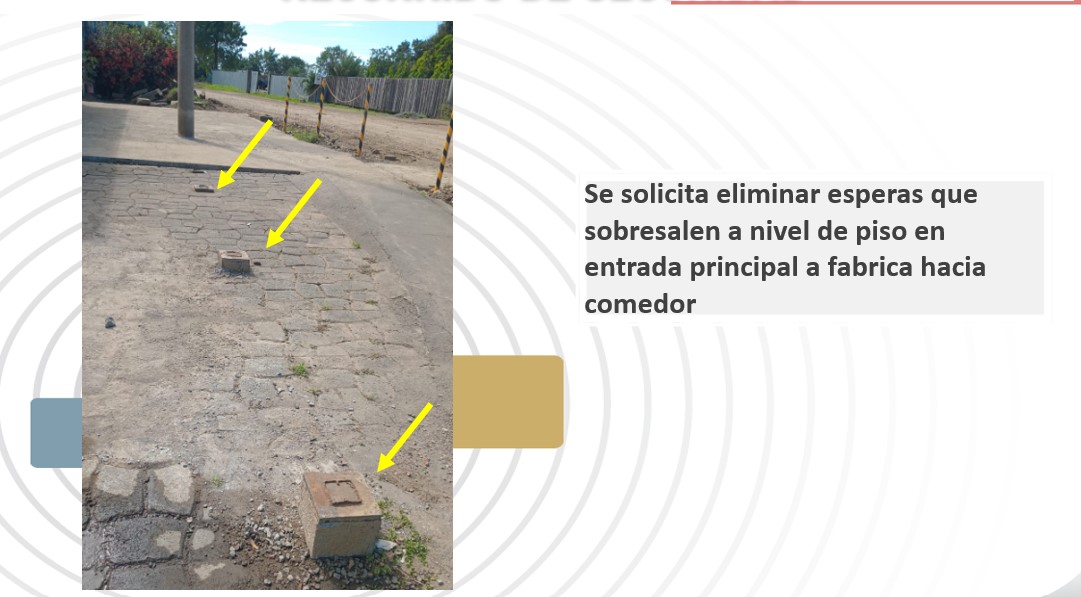 Se solicita eliminar esperas que
sobresalen a nivel de piso en
entrada principal a fabrica hacia
comedor